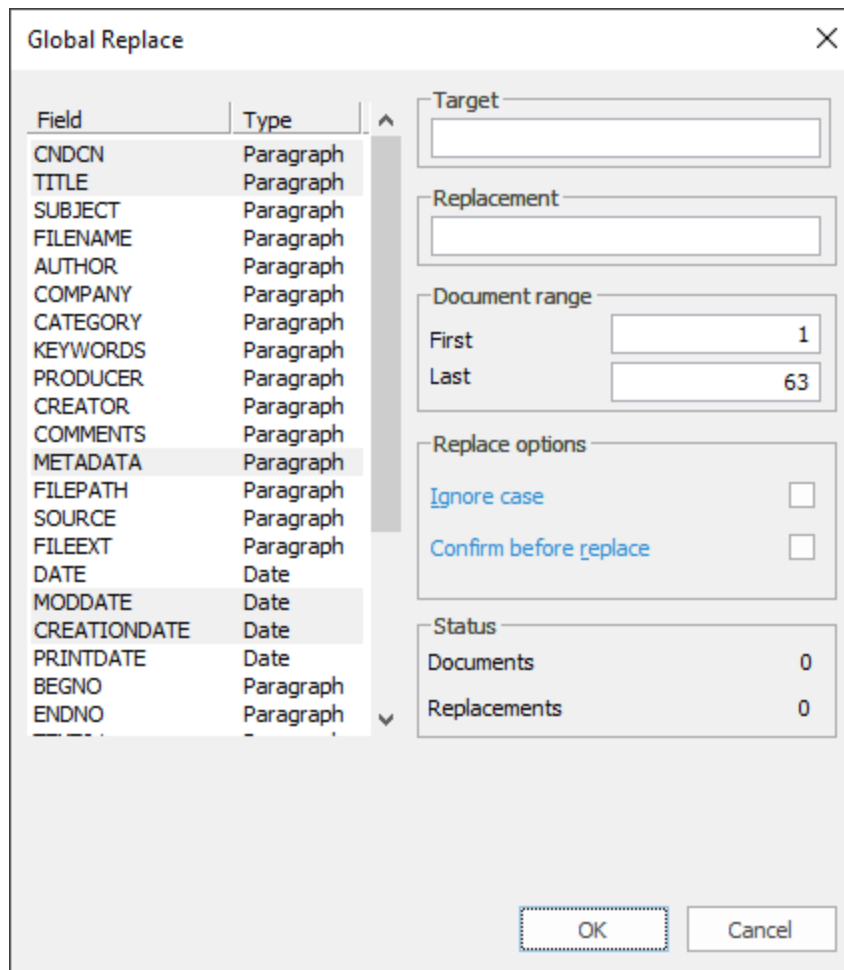 Global Replace
Field Type
CNDCN Paragraph
TITLE Paragraph
SUBJECT Paragraph
FILENAME Paragraph
AUTHOR Paragraph
COMPANY Paragraph
CATEGORY Paragraph
KEYWORDS Paragraph
PRODUCER Paragraph
CREATOR Paragraph
COMMENTS Paragraph
METADATA Paragraph
FILEPATH Paragraph
SOURCE Paragraph
FILEEXT Paragraph
DATE Date
MODDATE Date
CREATIONDATE Date
PRINTDATE Date
BEGNO Paragraph
ENDNO Paragraph
Target
Replacement
Document range
First 1
Last 63
Replace options
Ignore case
Confirm before replace
Status
Documents 0
Replacements 0
OK Cancel